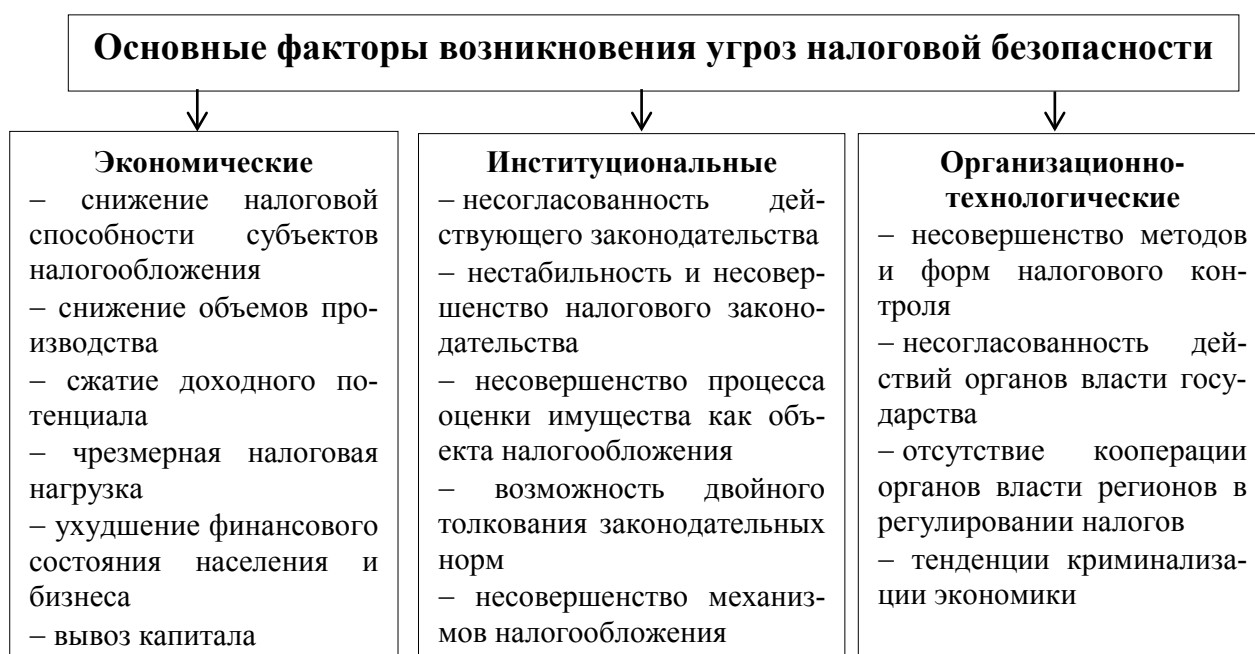 Основные факторы возникновения угроз налоговой безопасности
Экономические
– снижение налоговой
способности субъектов
налогообложения
– снижение объемов про-
изводства
– сжатие доходного по-
тенциала
– чрезмерная налоговая
нагрузка
– ухудшение финансового
состояния населения и
бизнеса
– вывоз капитала
Институциональные
– несогласованность дей-
ствующего законодательства
– нестабильность и несовер-
шенство налогового законо-
дательства
– несовершенство процесса
оценки имущества как объ-
екта налогообложения
– возможность двойного
толкования законодательных
норм
– несовершенство механиз-
мов налогообложения
Организационно-
технологические
– несовершенство методов
и форм налогового кон-
троля
– несогласованность дей-
ствий органов власти госу-
дарства
– отсутствие кооперации
органов власти регионов в
регулировании налогов
– тенденции криминализа-
ции экономики